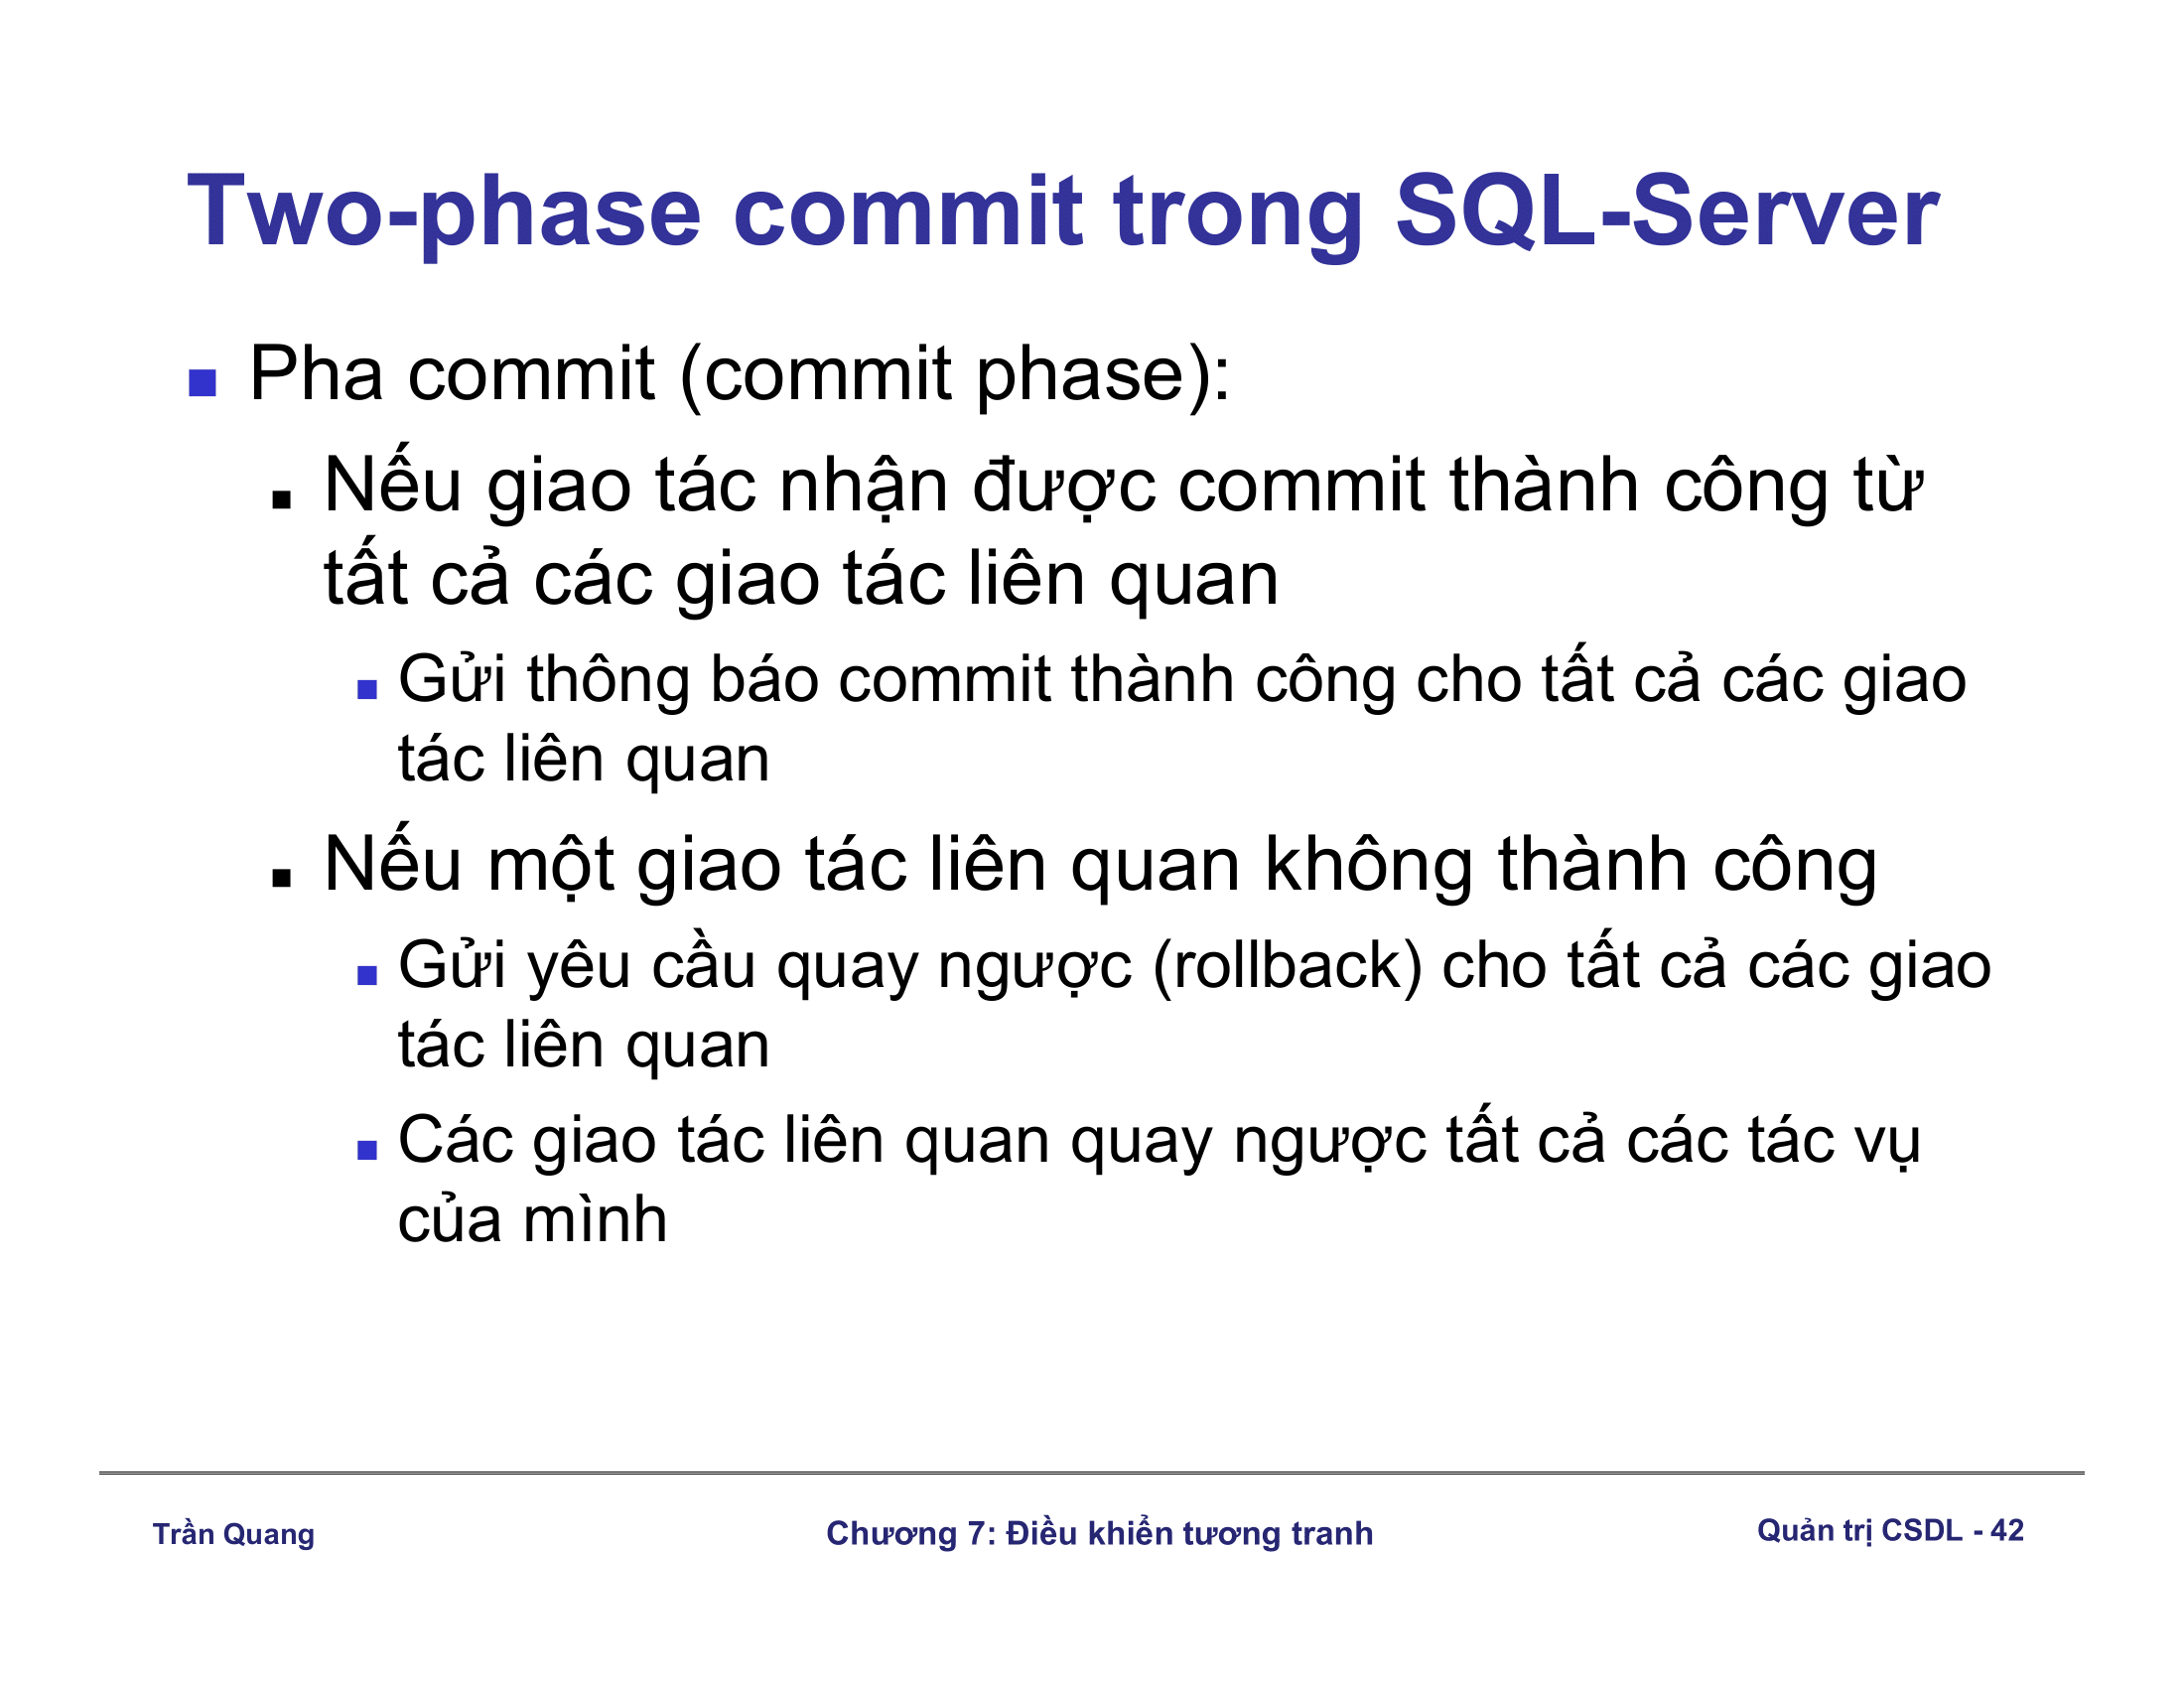 Two-phase commit trong SQL-Server
Pha commit (commit phase):
Nếu giao tác nhận được commit thành công từ
tất cả các giao tác liên quan
Gửi thông báo commit thành công cho tất cả các giao
tác liên quan
Nếu một giao tác liên quan không thành công
Gửi yêu cầu quay ngược (rollback) cho tất cả các giao
tác liên quan
Các giao tác liên quan quay ngược tất cả các tác vụ
của mình
Trần Quang
Chương 7: Điều khiển tương tranh
Quản trị CSDL - 42